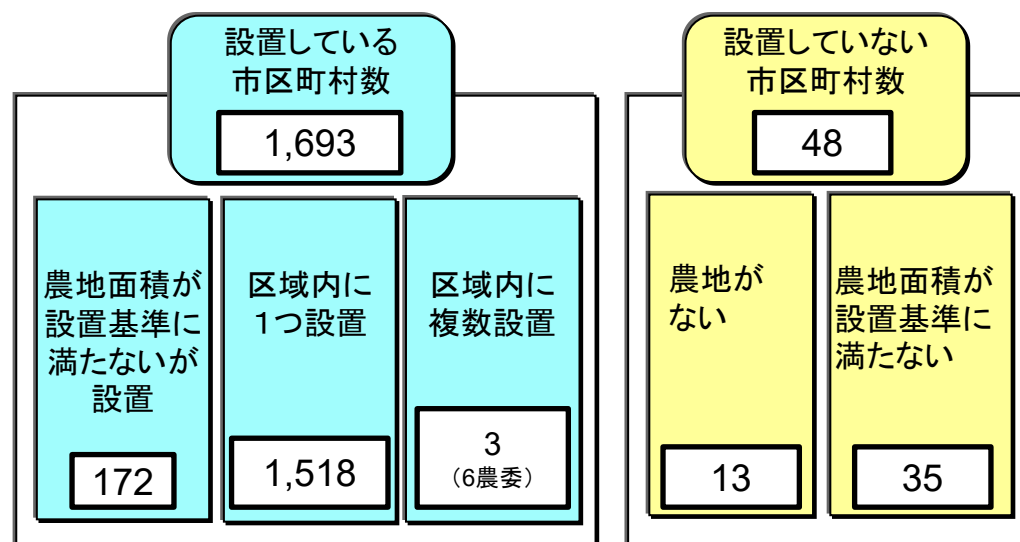 設置している
市区町村数
1,693
農地面積が
設置基準に
満たないが
設置
172
区域内に
1つ設置
1,518
区域内に
複数設置
3
（6農委）
設置していない
市区町村数
48
農地が
ない
13
農地面積が
設置基準に
満たない
35